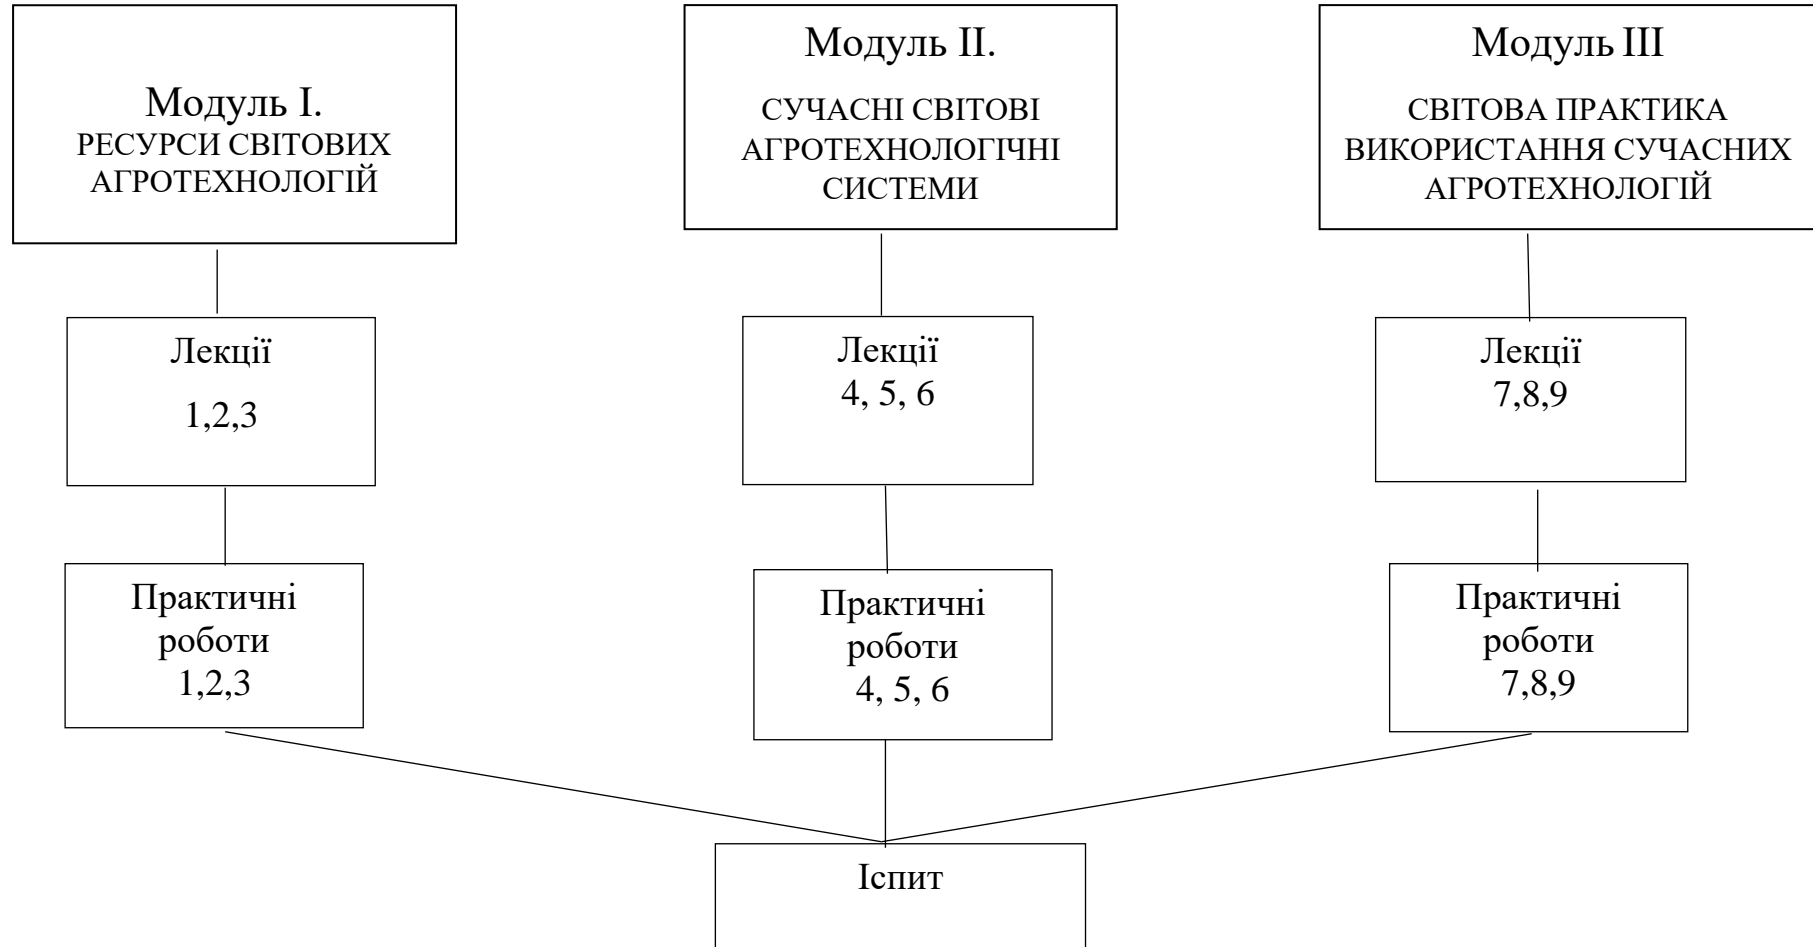 Модуль І.
РЕСУРСИ СВІТОВИХ
АГРОТЕХНОЛОГІЙ
Модуль ІІ.
СУЧАСНІ СВІТОВІ
АГРОТЕХНОЛОГІЧНІ
СИСТЕМИ
Модуль ІІІ
СВІТОВА ПРАКТИКА
ВИКОРИСТАННЯ СУЧАСНИХ
АГРОТЕХНОЛОГІЙ
Лекції
1,2,3
Лекції
4, 5, 6
Лекції
7,8,9
Практичні
роботи
1,2,3
Практичні
роботи
4, 5, 6
Практичні
роботи
7,8,9
Іспит